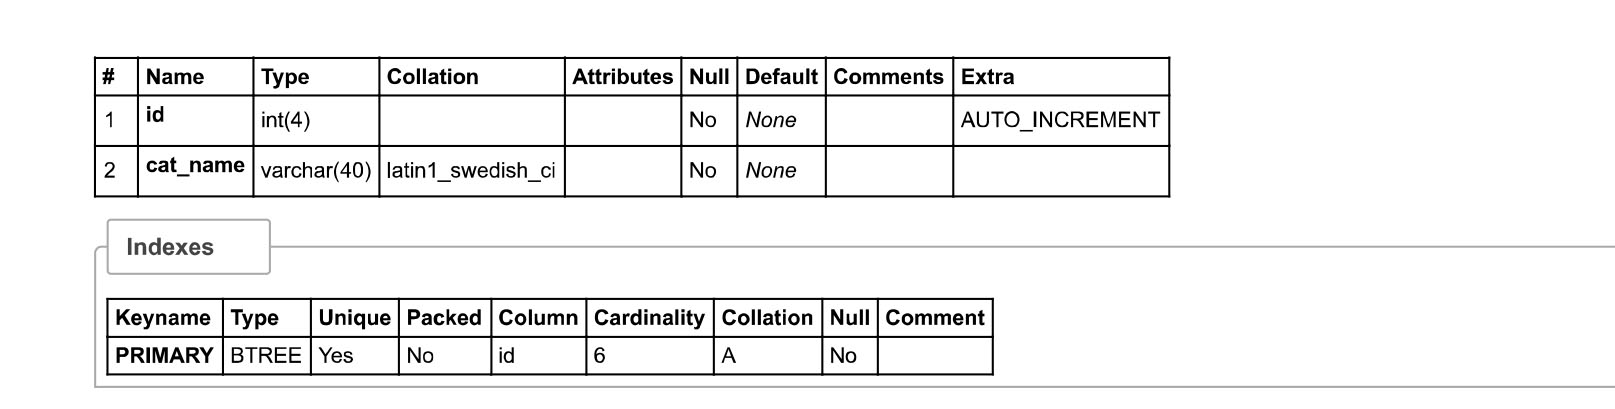 # Name Type Collation Attributes Null Default Comments Extra
1 id int(4) No None AUTO_INCREMENT
2 cat_name varchar(40) latin1_swedish_ci No None
Indexes
Keyname Type Unique Packed Column Cardinality Collation Null Comment
PRIMARY BTREE Yes No id 6 A No